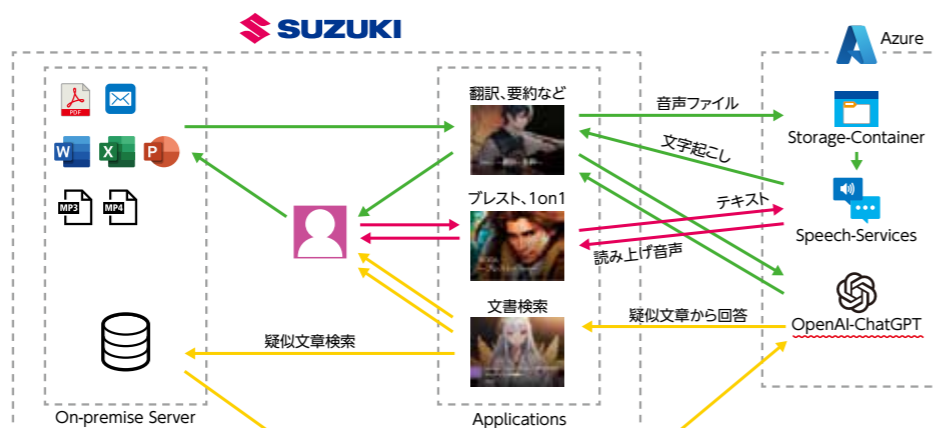 SUZUKI
Azure
PDF
W
X
P
MP3
MP4
翻訳、要約など
音声ファイル
Storage-Container
文字起こし
ブレスト、1on1
テキスト
Speech-Services
読み上げ音声
文書検索
疑似文章から回答
OpenAI-ChatGPT
疑似文章検索
On-premise Server
Applications